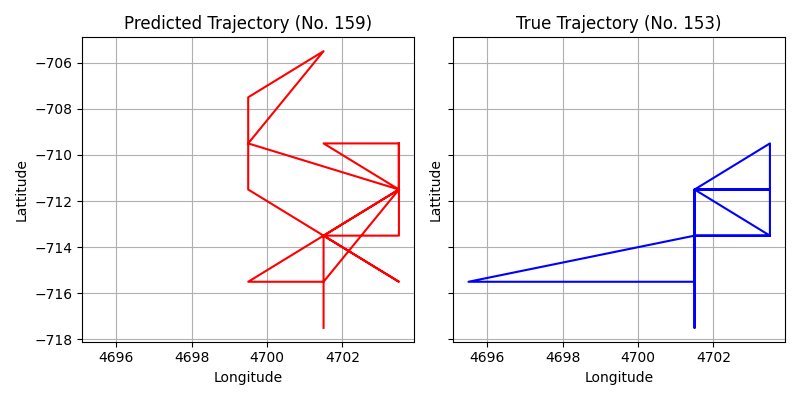 Predicted Trajectory (No. 159)
True Trajectory (No. 153)
−706
−708
−710
−712
−714
−716
−718
Lattitude
Lattitude
4696 4698 4700 4702
4696 4698 4700 4702
Longitude
Longitude